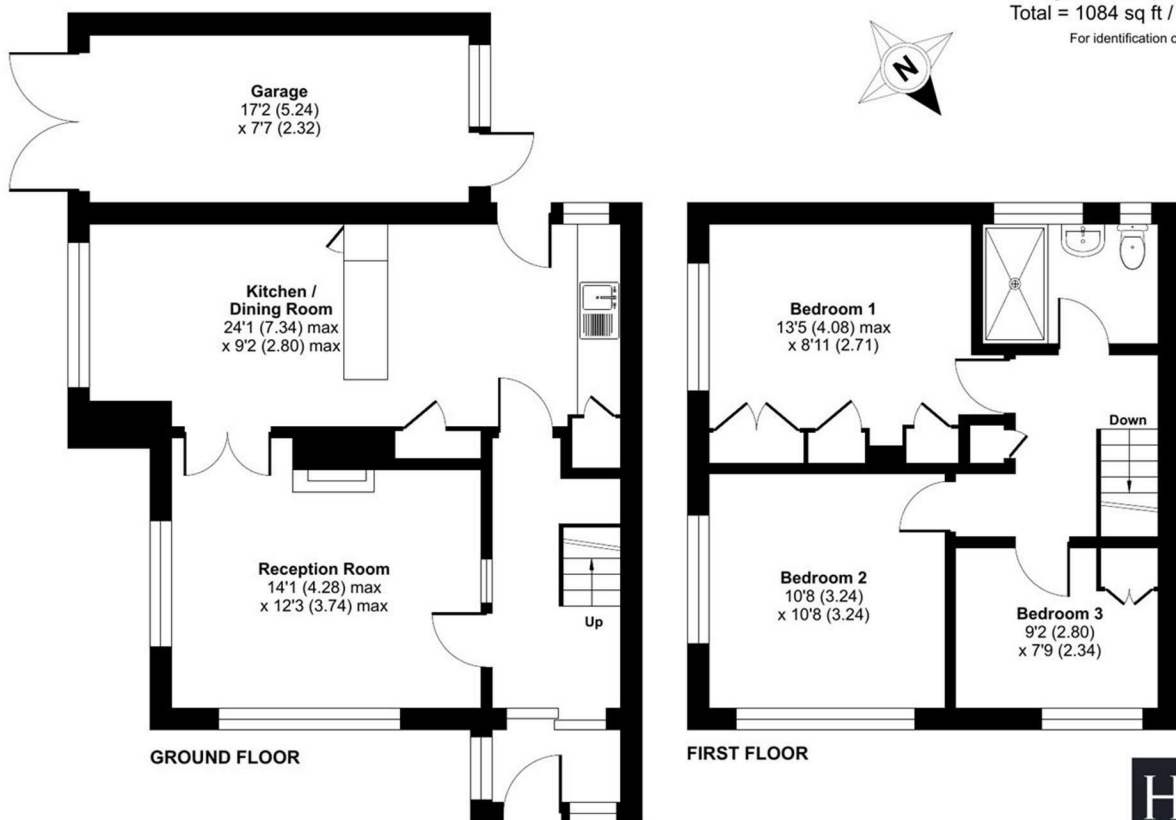 Total = 1084 sq ft /
For identification
N
Garage
17'2 (5.24)
x 7'7 (2.32)
Kitchen /
Dining Room
24'1 (7.34) max
x 9'2 (2.80) max
Reception Room
14'1 (4.28) max
x 12'3 (3.74) max
Up
GROUND FLOOR
Bedroom 1
13'5 (4.08) max
x 8'11 (2.71)
Down
Bedroom 2
10'8 (3.24)
x 10'8 (3.24)
Bedroom 3
9'2 (2.80)
x 7'9 (2.34)
FIRST FLOOR
H